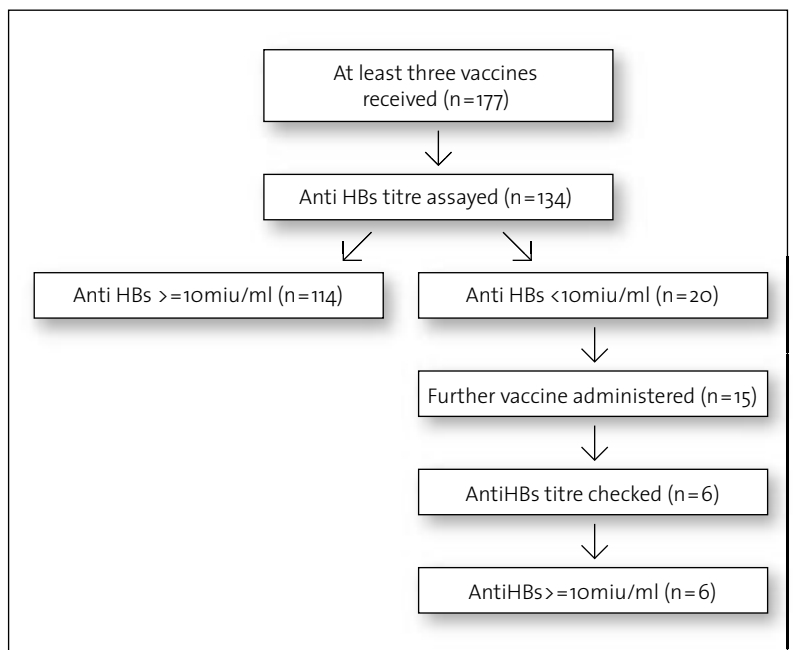 At least three vaccines
received (n=177)
Anti HBs titre assayed (n=134)
Anti HBs >=10miu/ml (n=114)
Anti HBs <10miu/ml (n=20)
Further vaccine administered (n=15)
AntiHBs titre checked (n=6)
AntiHBs>=10miu/ml (n=6)